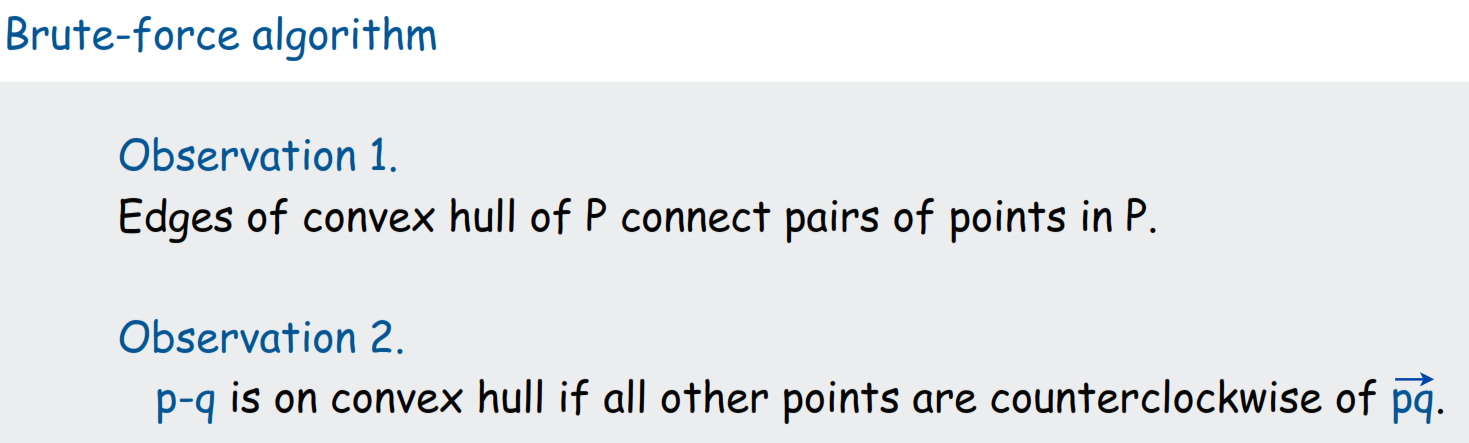 Brute-force algorithm
Observation 1.
Edges of convex hull of P connect pairs of points in P.
Observation 2.
p-q is on convex hull if all other points are counterclockwise of $\overrightarrow{pq}$.